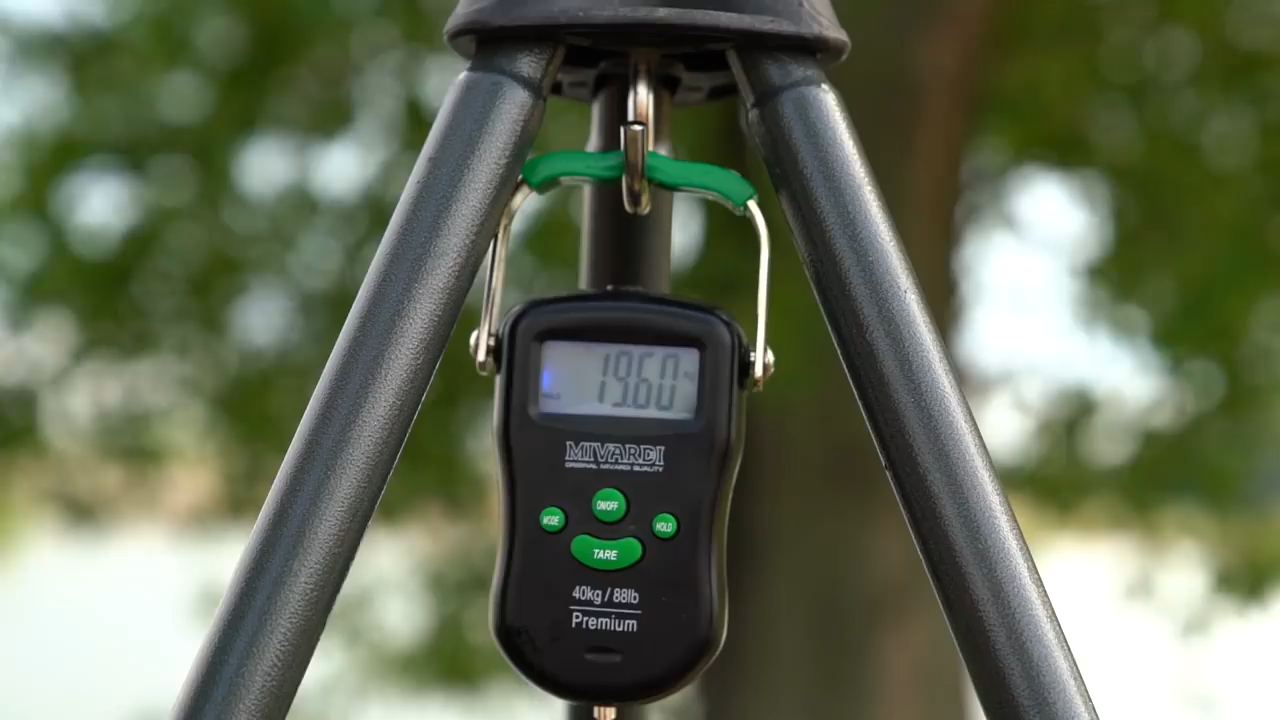 19.60
MIVARDI
ORIGINAL MIVARDI QUALITY
ON/OFF
MODE
HOLD
TARE
40kg / 88lb
Premium